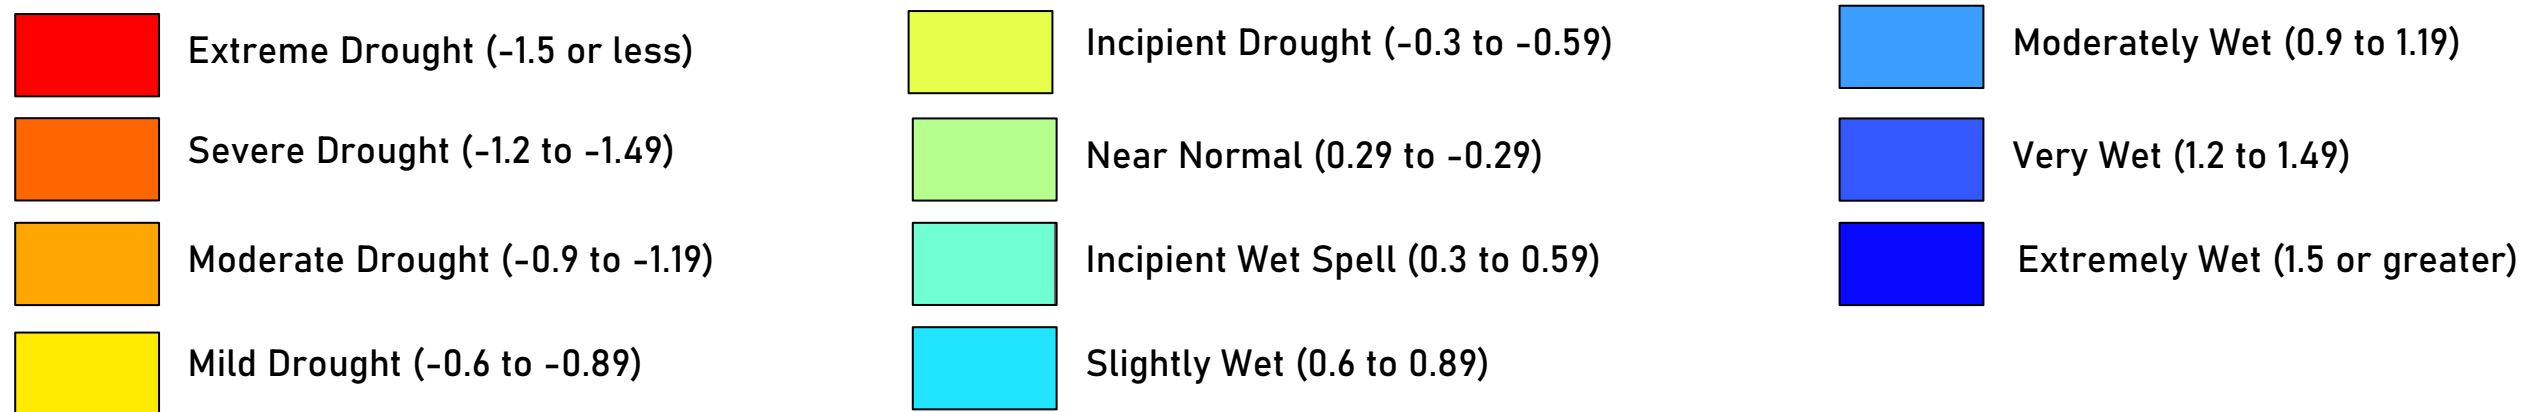 Extreme Drought (-1.5 or less)
Severe Drought (-1.2 to -1.49)
Moderate Drought (-0.9 to -1.19)
Mild Drought (-0.6 to -0.89)
Incipient Drought (-0.3 to -0.59)
Near Normal (0.29 to -0.29)
Incipient Wet Spell (0.3 to 0.59)
Slightly Wet (0.6 to 0.89)
Moderately Wet (0.9 to 1.19)
Very Wet (1.2 to 1.49)
Extremely Wet (1.5 or greater)